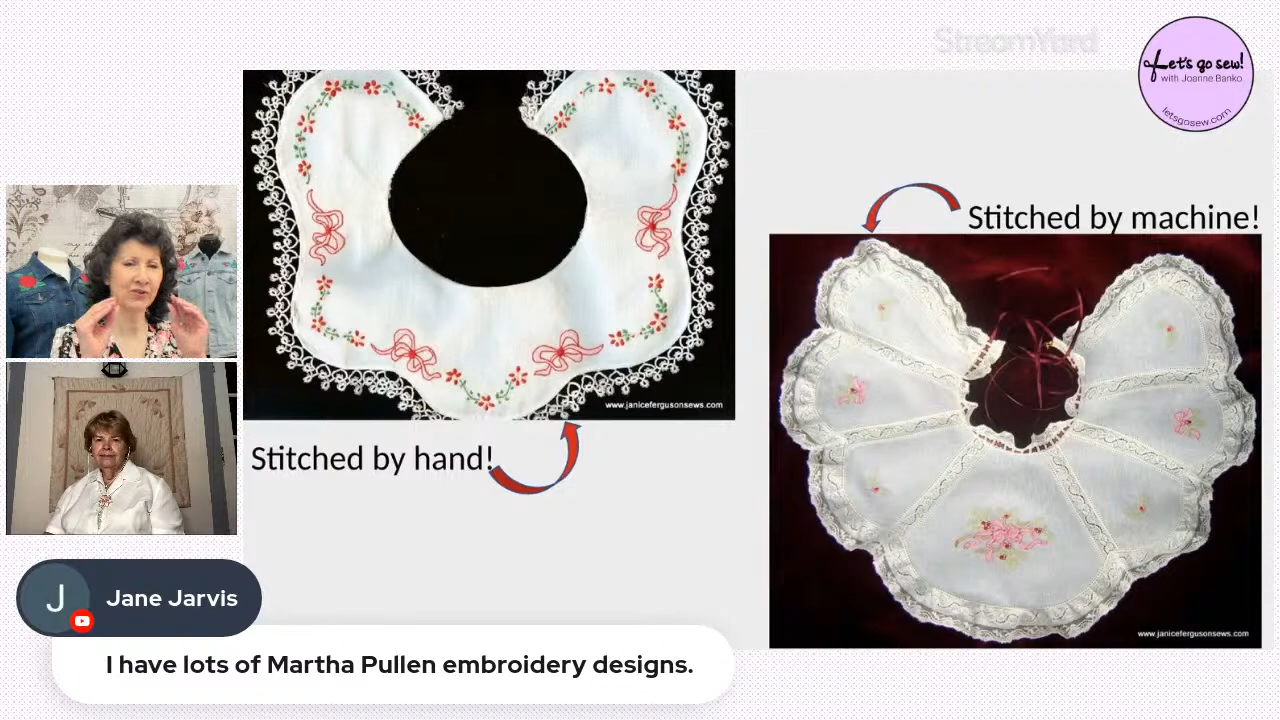 StreamYard
Let's go sew!
with Joanne Banko
letsgosew.com
Stitched by machine!
www.janicefergusonsews.com
Stitched by hand!
www.janicefergusonsews.com
J
Jane Jarvis
I have lots of Martha Pullen embroidery designs.